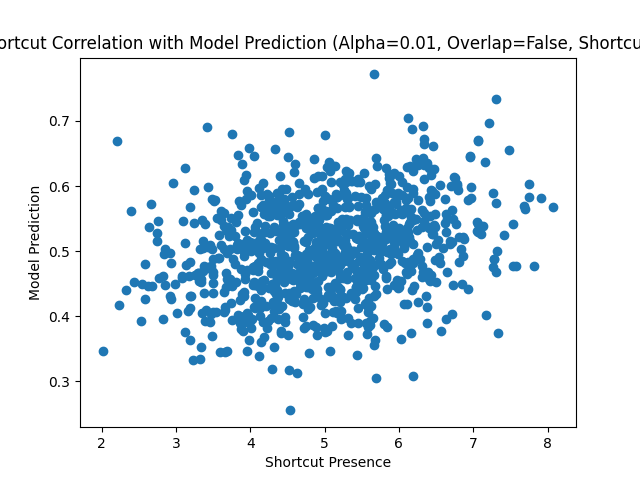 ortcut Correlation with Model Prediction (Alpha=0.01, Overlap=False, Shortcu
0.7
0.6
0.5
0.4
0.3
Model Prediction
2 3 4 5 6 7 8
Shortcut Presence